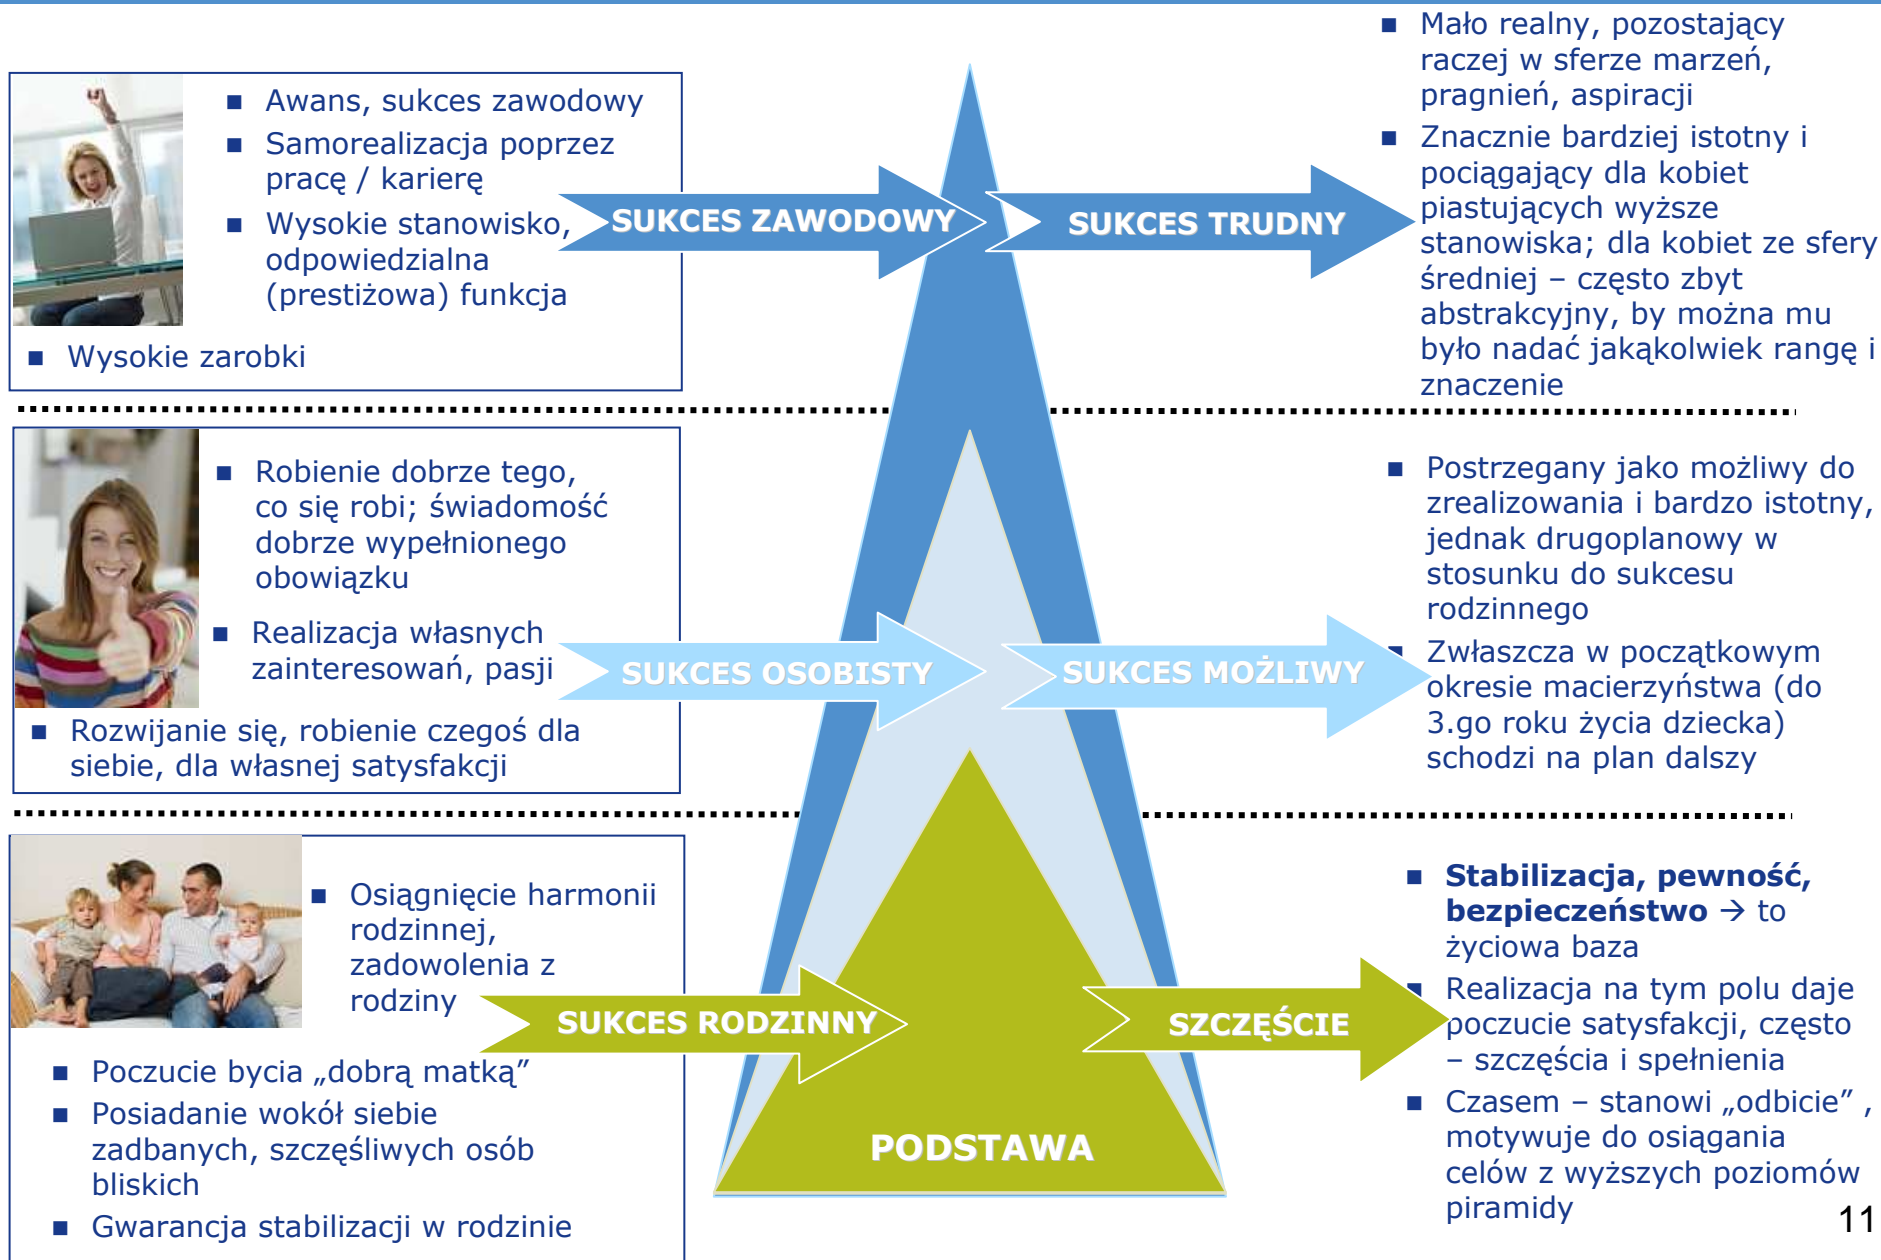 Awans, sukces zawodowy
Samorealizacja poprzez
pracę / karierę
Wysokie stanowisko,
odpowiedzialna
(prestiżowa) funkcja
Wysokie zarobki
SUKCES ZAWODOWY
SUKCES TRUDNY
Mało realny, pozostający
raczej w sferze marzeń,
pragnień, aspiracji
Znacznie bardziej istotny i
pociągający dla kobiet
piastujących wyższe
stanowiska; dla kobiet ze sfery
średniej – często zbyt
abstrakcyjny, by można mu
było nadać jakąkolwiek rangę i
znaczenie
Robienie dobrze tego,
co się robi; świadomość
dobrze wypełnionego
obowiązku
Realizacja własnych
zainteresowań, pasji
Rozwijanie się, robienie czegoś dla
siebie, dla własnej satysfakcji
SUKCES OSOBISTY
SUKCES MOŻLIWY
Postrzegany jako możliwy do
zrealizowania i bardzo istotny,
jednak drugoplanowy w
stosunku do sukcesu
rodzinnego
Zwłaszcza w początkowym
okresie macierzyństwa (do
3.go roku życia dziecka)
schodzi na plan dalszy
Osiągnięcie harmonii
rodzinnej,
zadowolenia z
rodziny
Poczucie bycia „dobrą matką”
Posiadanie wokół siebie
zadbanych, szczęśliwych osób
bliskich
Gwarancja stabilizacji w rodzinie
SUKCES RODZINNY
SZCZĘŚCIE
PODSTAWA
Stabilizacja, pewność,
bezpieczeństwo → to
życiowa baza
Realizacja na tym polu daje
poczucie satysfakcji, często
– szczęścia i spełnienia
Czasem – stanowi „odbicie” ,
motywuje do osiągania
celów z wyższych poziomów
piramidy
11